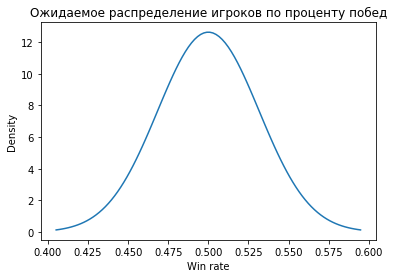 Ожидаемое распределение игроков по проценту побед
12
10
8
6
4
2
0
Density
0.400 0.425 0.450 0.475 0.500 0.525 0.550 0.575 0.600
Win rate